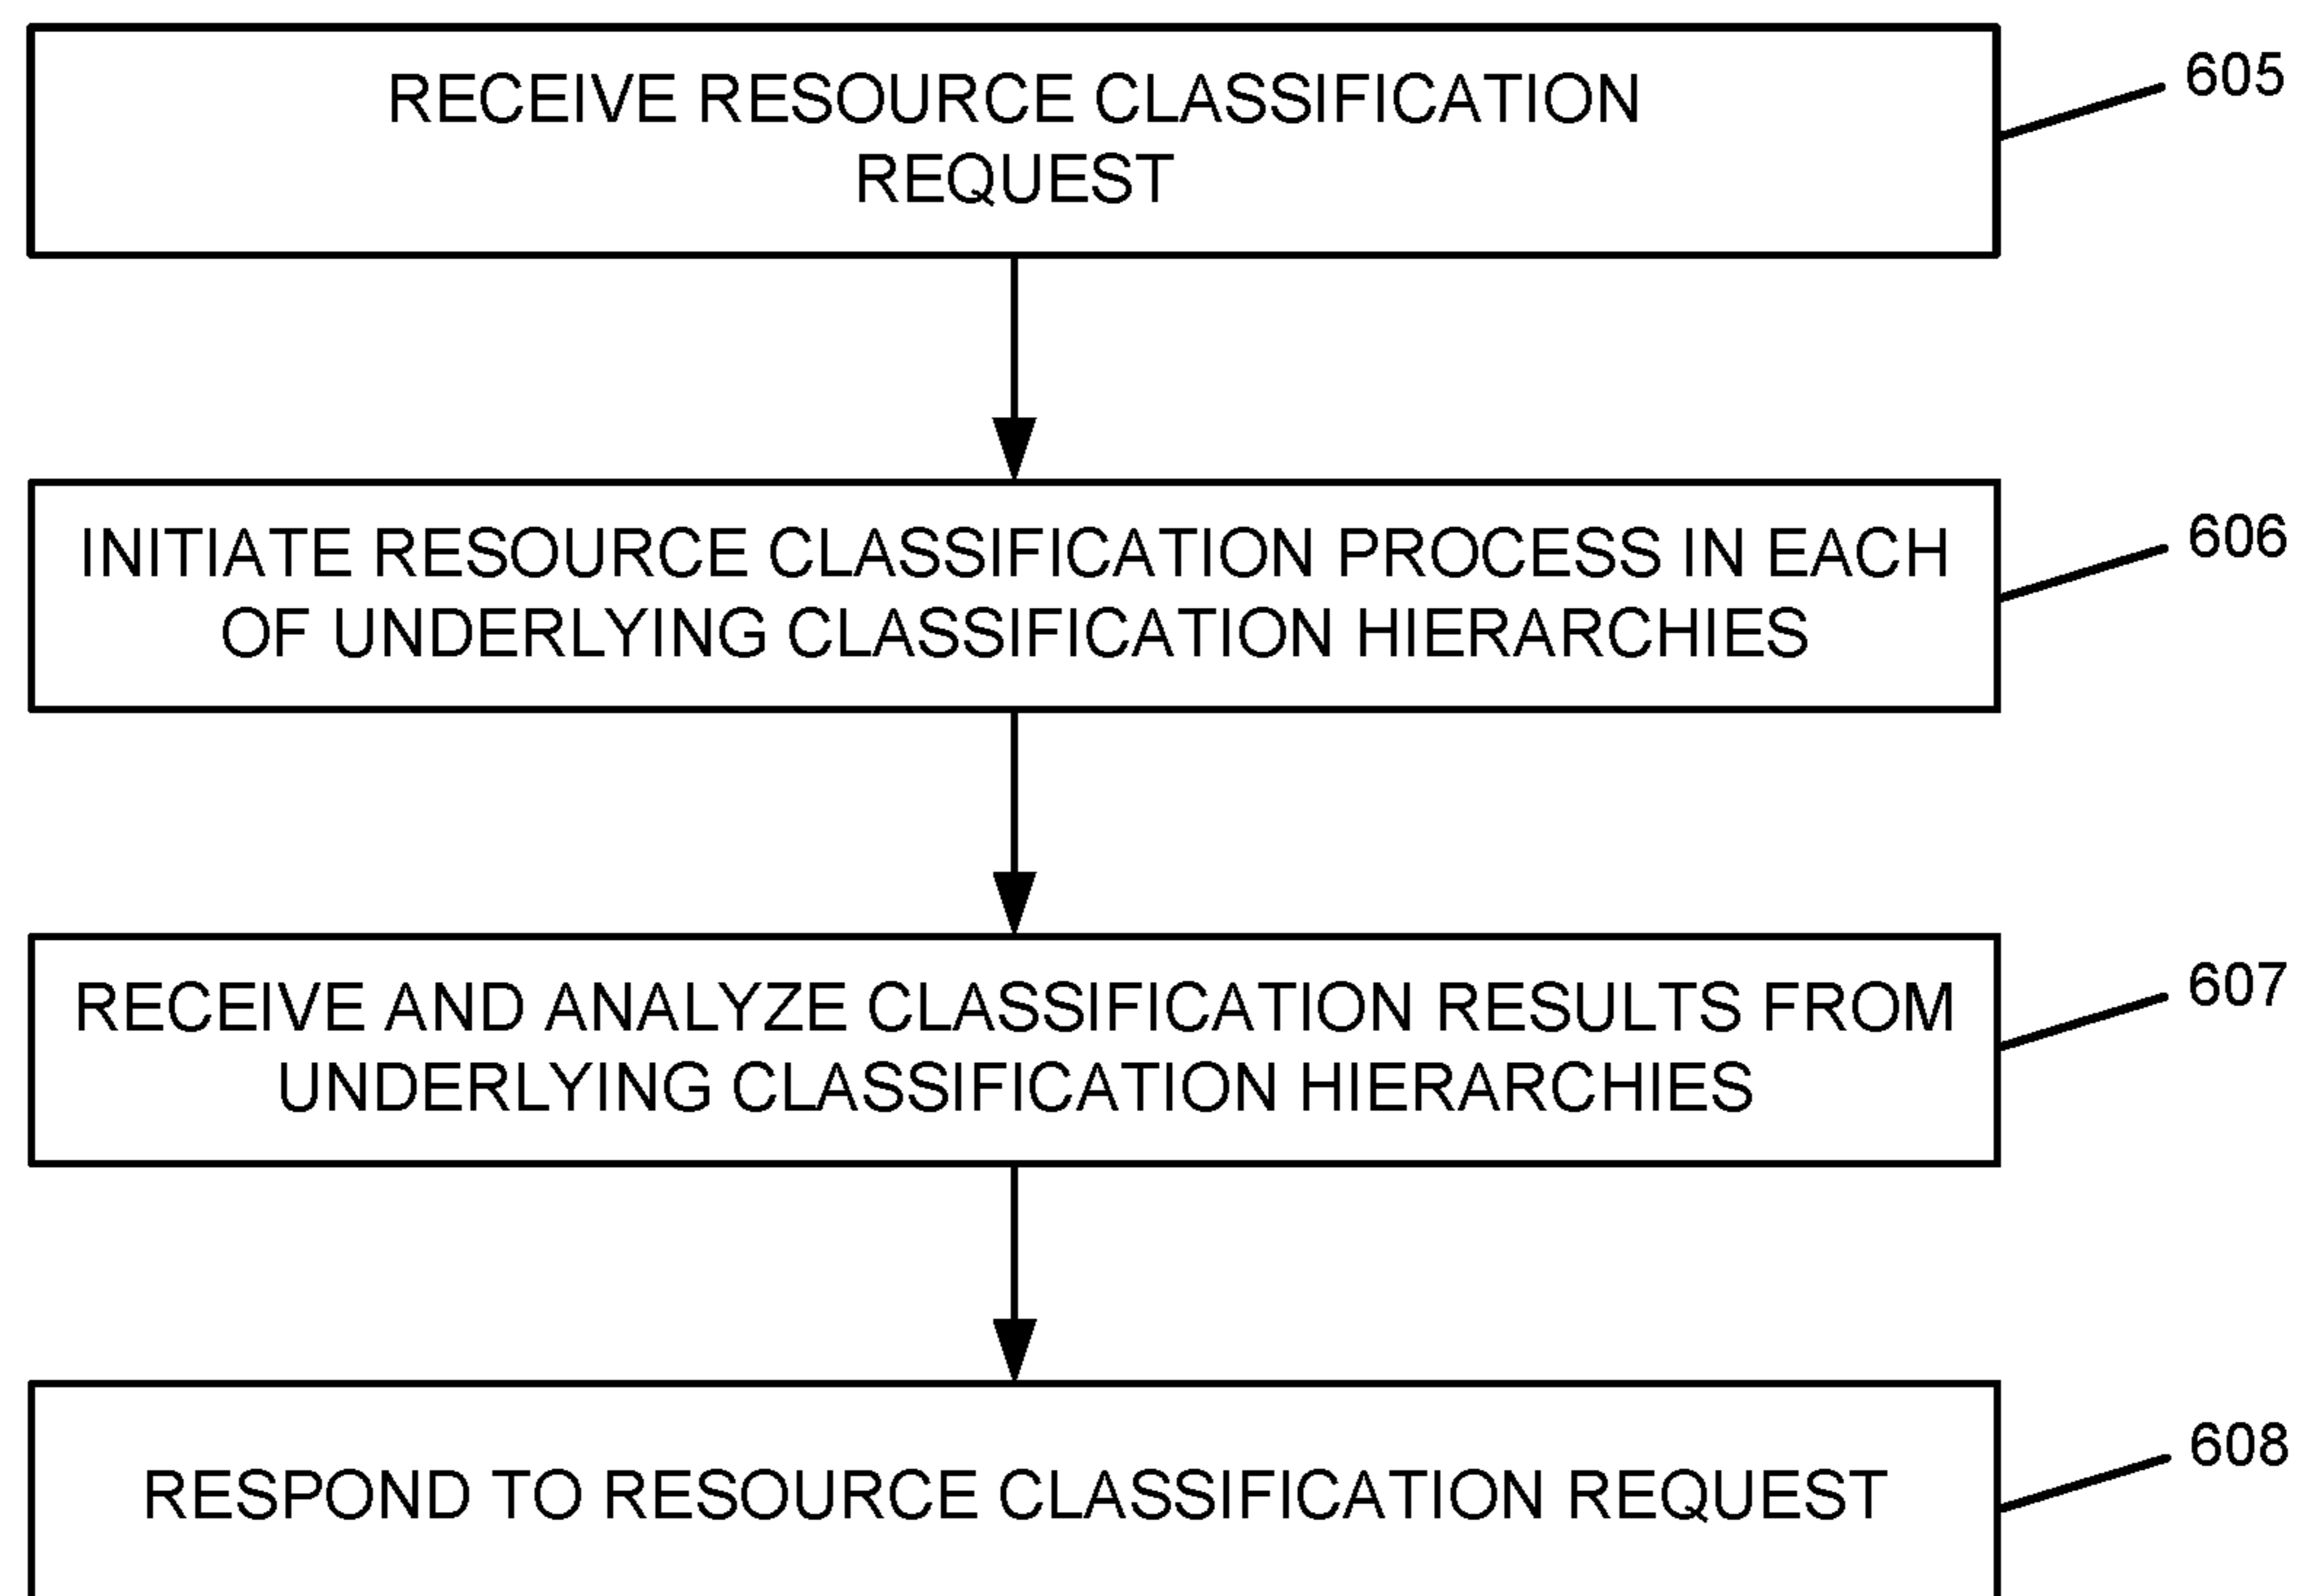 RECEIVE RESOURCE CLASSIFICATION
REQUEST
605
INITIATE RESOURCE CLASSIFICATION PROCESS IN EACH
OF UNDERLYING CLASSIFICATION HIERARCHIES
606
RECEIVE AND ANALYZE CLASSIFICATION RESULTS FROM
UNDERLYING CLASSIFICATION HIERARCHIES
607
RESPOND TO RESOURCE CLASSIFICATION REQUEST
608